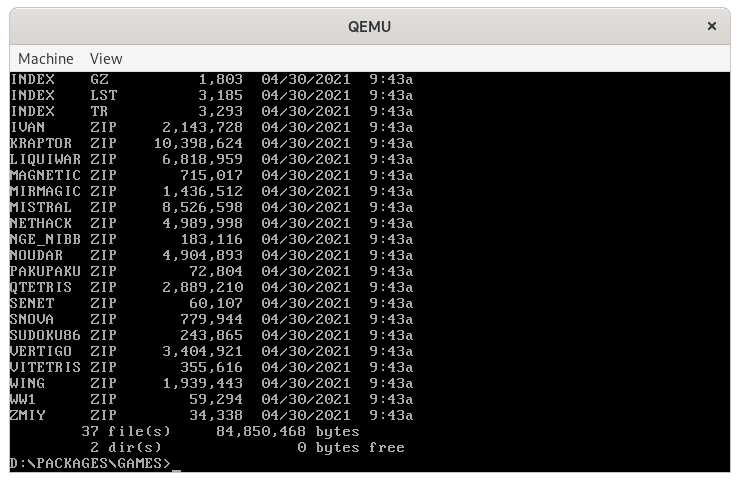 QEMU
×
Machine View
INDEX    GZ          1,803  04/30/2021  9:43a
INDEX    LST         3,185  04/30/2021  9:43a
INDEX    TR          3,293  04/30/2021  9:43a
IVAN     ZIP     2,143,728  04/30/2021  9:43a
KRAPTOR  ZIP    10,398,624  04/30/2021  9:43a
LIQUIWAR ZIP     6,818,959  04/30/2021  9:43a
MAGNETIC ZIP       715,017  04/30/2021  9:43a
MIRMAGIC ZIP     1,436,512  04/30/2021  9:43a
MISTRAL  ZIP     8,526,598  04/30/2021  9:43a
NETHACK  ZIP     4,989,998  04/30/2021  9:43a
NGE_NIBB ZIP       183,116  04/30/2021  9:43a
NOUDAR   ZIP     4,904,893  04/30/2021  9:43a
PAKUPAKU ZIP        72,804  04/30/2021  9:43a
QTETRIS  ZIP     2,889,210  04/30/2021  9:43a
SENET    ZIP        60,107  04/30/2021  9:43a
SNOVA    ZIP       779,944  04/30/2021  9:43a
SUDOKU86 ZIP       243,865  04/30/2021  9:43a
VERTIGO  ZIP     3,404,921  04/30/2021  9:43a
VITETRIS ZIP       355,616  04/30/2021  9:43a
WING     ZIP     1,939,443  04/30/2021  9:43a
WW1      ZIP        59,294  04/30/2021  9:43a
ZMIY     ZIP        34,338  04/30/2021  9:43a
        37 file(s)     84,850,468 bytes
         2 dir(s)               0 bytes free
D:\PACKAGES\GAMES>_